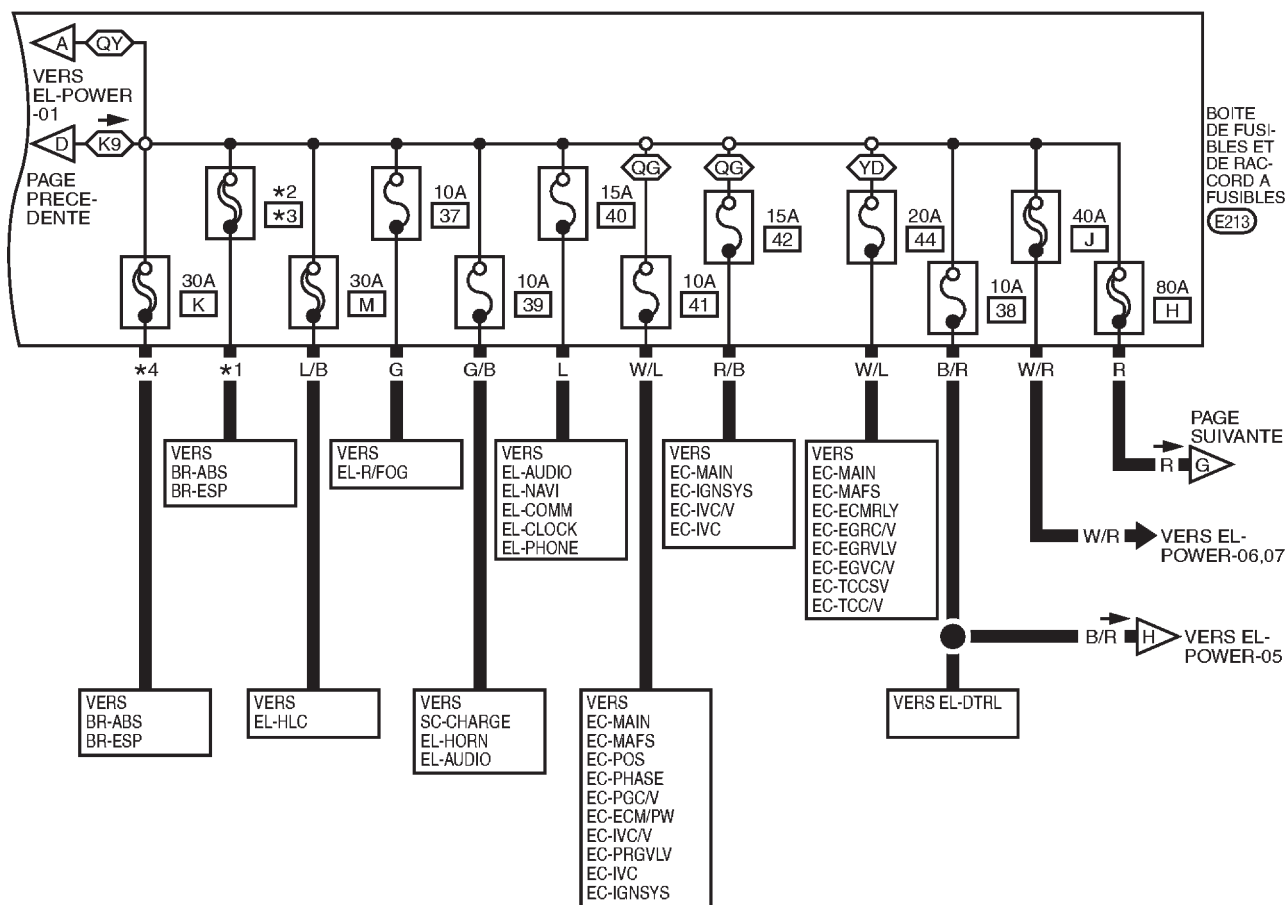 A
QY
VERS
EL-POWER
-01
D
K9
PAGE
PRECE-
DENTE
BOITE
DE FUSI-
BLES ET
DE RAC-
CORD A
FUSIBLES
E213
QG
QG
YD
*2
*3
10A
37
15A
40
15A
42
20A
44
40A
J
30A
K
30A
M
10A
39
10A
41
10A
38
80A
H
*4
*1
L/B
G
G/B
L
W/L
R/B
W/L
B/R
W/R
R
VERS
BR-ABS
BR-ESP
VERS
EL-R/FOG
VERS
EL-AUDIO
EL-NAVI
EL-COMM
EL-CLOCK
EL-PHONE
VERS
EC-MAIN
EC-IGNSYS
EC-IVC/V
EC-IVC
VERS
EC-MAIN
EC-MAFS
EC-ECMRLY
EC-EGRC/V
EC-EGRVLV
EC-EGVC/V
EC-TCCSV
EC-TCC/V
PAGE
SUIVANTE
R
G
W/R
VERS EL-
POWER-06,07
B/R
H
VERS EL-
POWER-05
VERS
BR-ABS
BR-ESP
VERS
EL-HLC
VERS
SC-CHARGE
EL-HORN
EL-AUDIO
VERS
EC-MAIN
EC-MAFS
EC-POS
EC-PHASE
EC-PGC/V
EC-ECM/PW
EC-IVC/V
EC-PRGVLV
EC-IVC
EC-IGNSYS
VERS EL-DTRL